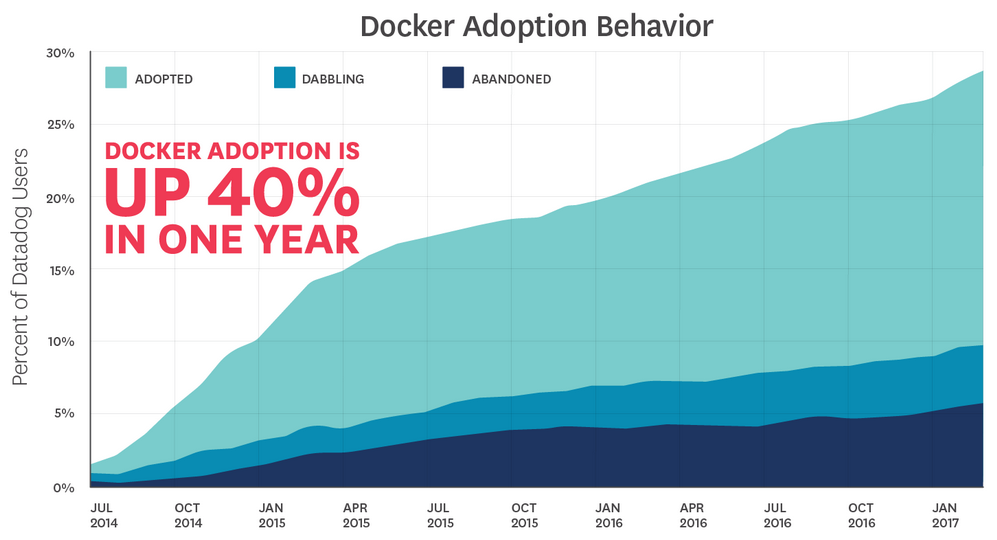 Docker Adoption Behavior
30%
ADOPTED DABBLING ABANDONED
25%
DOCKER ADOPTION IS
UP 40%
IN ONE YEAR
20%
15%
10%
5%
0%
Percent of Datadog Users
JUL OCT JAN APR JUL OCT JAN APR JUL OCT JAN
2014 2014 2015 2015 2015 2015 2016 2016 2016 2016 2017